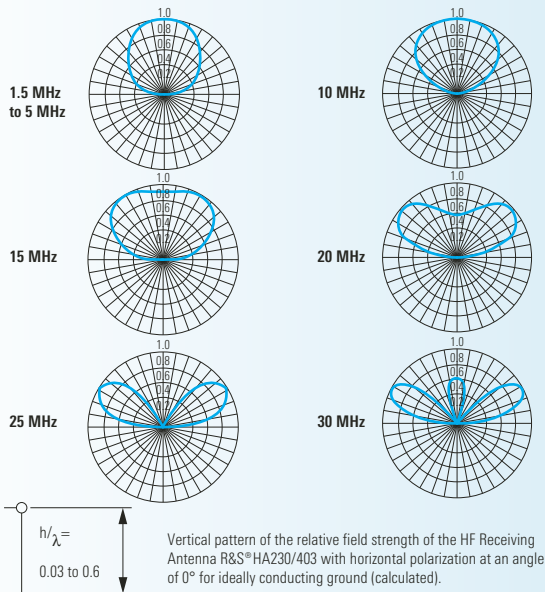 1.0
0.8
0.6
0.4
0.2
1.5 MHz
to 5 MHz
1.0
0.8
0.6
0.4
0.2
10 MHz
1.0
0.8
0.6
0.4
0.2
15 MHz
1.0
0.8
0.6
0.4
0.2
20 MHz
1.0
0.8
0.6
0.4
0.2
25 MHz
1.0
0.8
0.6
0.4
0.2
30 MHz
h/λ=
0.03 to 0.6
Vertical pattern of the relative field strength of the HF Receiving
Antenna R&S®HA230/403 with horizontal polarization at an angle
of 0° for ideally conducting ground (calculated).